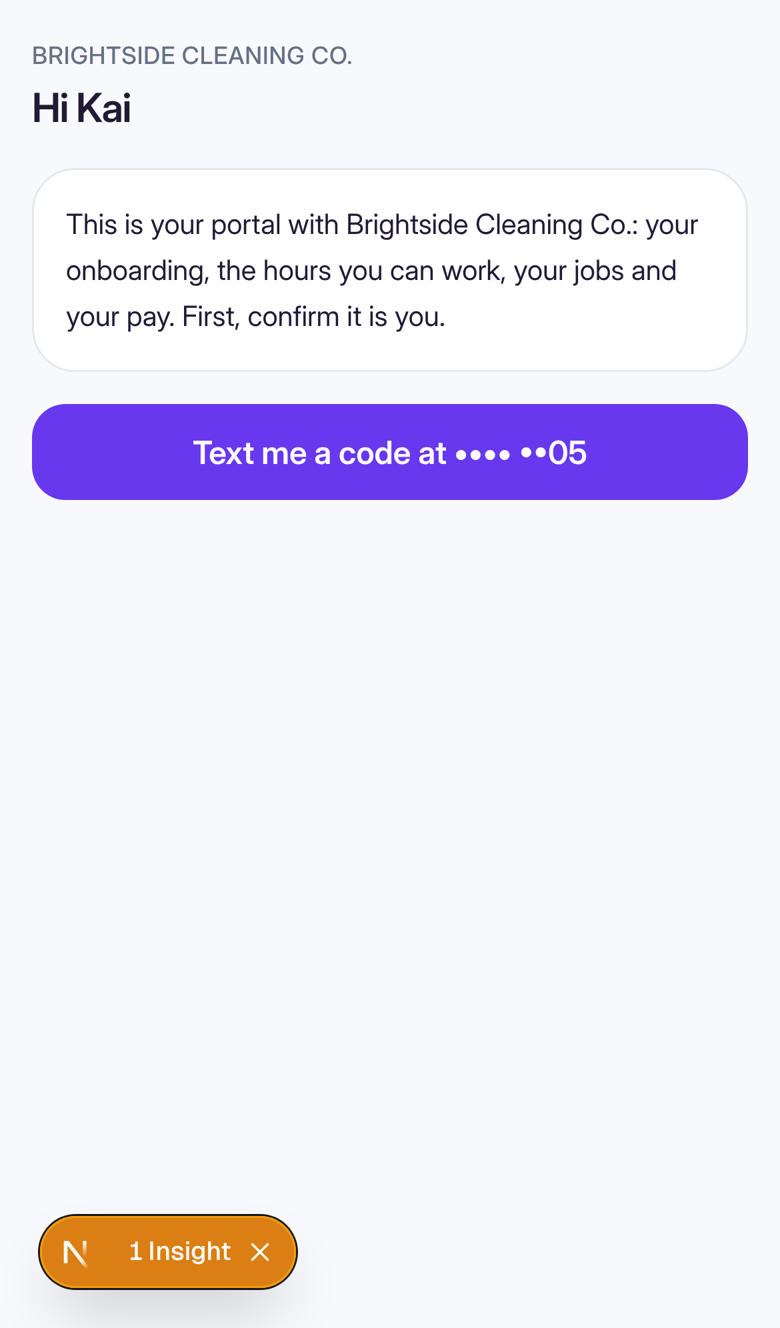 BRIGHTSIDE CLEANING CO.
Hi Kai
This is your portal with Brightside Cleaning Co.: your
onboarding, the hours you can work, your jobs and
your pay. First, confirm it is you.
Text me a code at •••• ••05
N 1 Insight ×